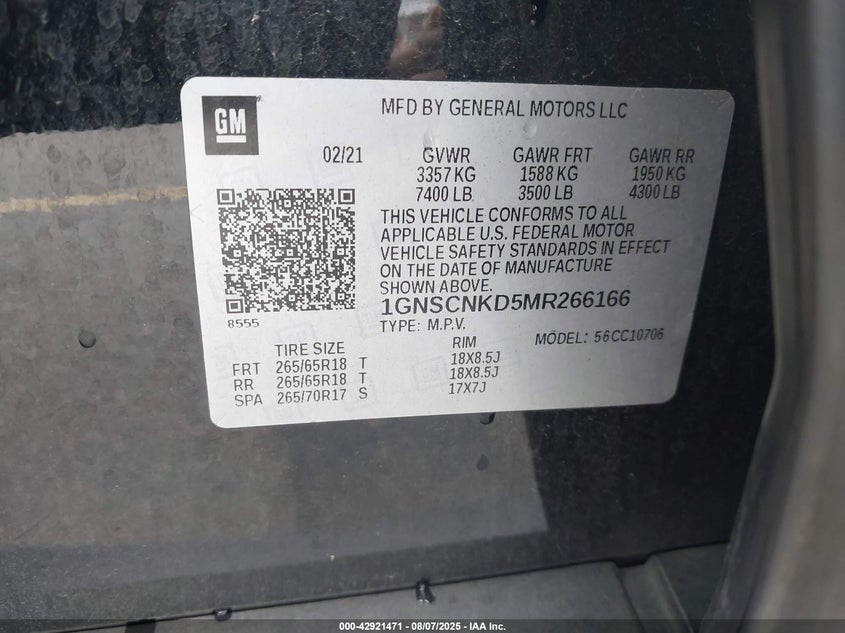 GM
MFD BY GENERAL MOTORS LLC
02/21 GVWR GAWR FRT GAWR RR
3357 KG 1588 KG 1950 KG
7400 LB 3500 LB 4300 LB
THIS VEHICLE CONFORMS TO ALL
APPLICABLE U.S. FEDERAL MOTOR
VEHICLE SAFETY STANDARDS IN EFFECT
ON THE DATE OF MANUFACTURE
SHOWN ABOVE.
1GNSCNKD5MR266166
8555
TYPE: M.P.V. MODEL: 56CC10706
TIRE SIZE RIM
FRT 265/65R18 T 18X8.5J
RR 265/65R18 T 18X8.5J
SPA 265/70R17 S 17X7J
GM
000-42921471 - 08/07/2025 - IAA Inc.